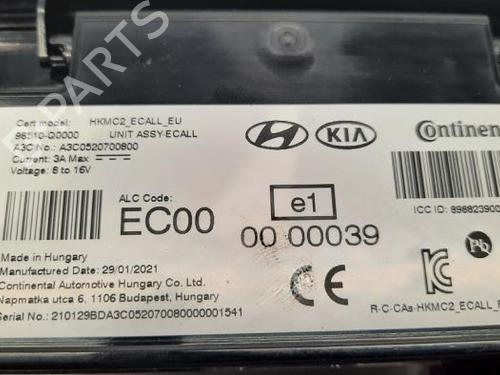 Cert model: HKMC2_ECALL_EU
96510-Q0000 UNIT ASSY-ECALL
A3C No.: A3C0520700800
Current: 3A Max
Voltage: 8 to 16V
KIA
Continen
ALC Code:
EC00
e1
00 00039
ICC ID: 898823900
Made in Hungary
Manufactured Date: 29/01/2021
Continental Automotive Hungary Co. Ltd.
Napmatka utca 6, 1106 Budapest, Hungary
Serial No.: 210129BDA3C052070080000001541
Pb
R-C-CAs-HKMC2_ECALL_E